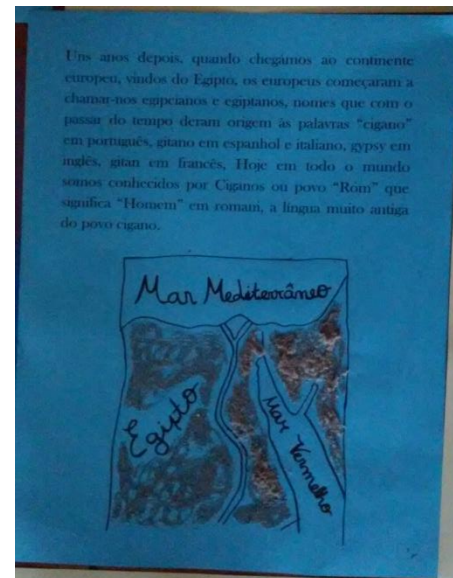 Uns anos depois, quando chegámos ao continente
europeu, vindos do Egipto, os europeus começaram a
chamar-nos egipcianos e egiptanos, nomes que com o
passar do tempo deram origem às palavras "cigano"
em português, gitano em espanhol e italiano, gypsy em
inglês, gitan em francês, Hoje em todo o mundo
somos conhecidos por Ciganos ou povo "Rom" que
significa "Homem" em romani, a língua muito antiga
do povo cigano.
Mar Mediterrâneo
Egipto
Mar Vermelho